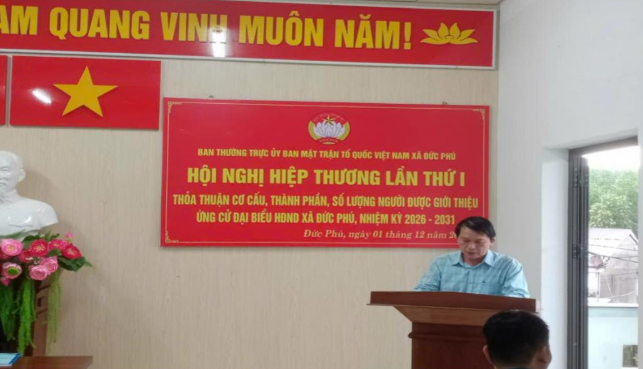 AM QUANG VINH MUÔN NĂM!
BAN THƯỜNG TRỰC ỦY BAN MẶT TRẬN TỔ QUỐC VIỆT NAM XÃ ĐỨC PHÚ
HỘI NGHỊ HIỆP THƯƠNG LẦN THỨ I
THỎA THUẬN CƠ CẤU, THÀNH PHẦN, SỐ LƯỢNG NGƯỜI ĐƯỢC GIỚI THIỆU
ỨNG CỬ ĐẠI BIỂU HĐND XÃ ĐỨC PHÚ, NHIỆM KỲ 2026 - 2031
Đức Phú, ngày 01 tháng 12 năm 20